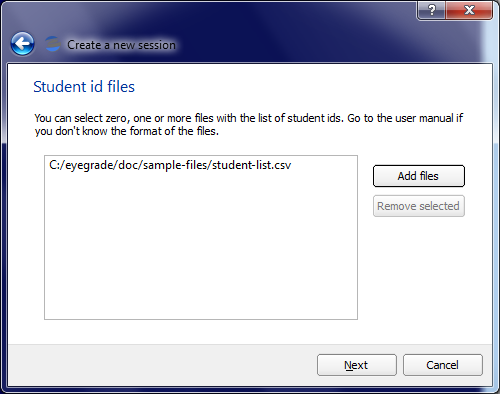 ?
Create a new session
Student id files
You can select zero, one or more files with the list of student ids. Go to the user manual if
you don't know the format of the files.
C:/eyegrade/doc/sample-files/student-list.csv
Add files
Remove selected
Next
Cancel